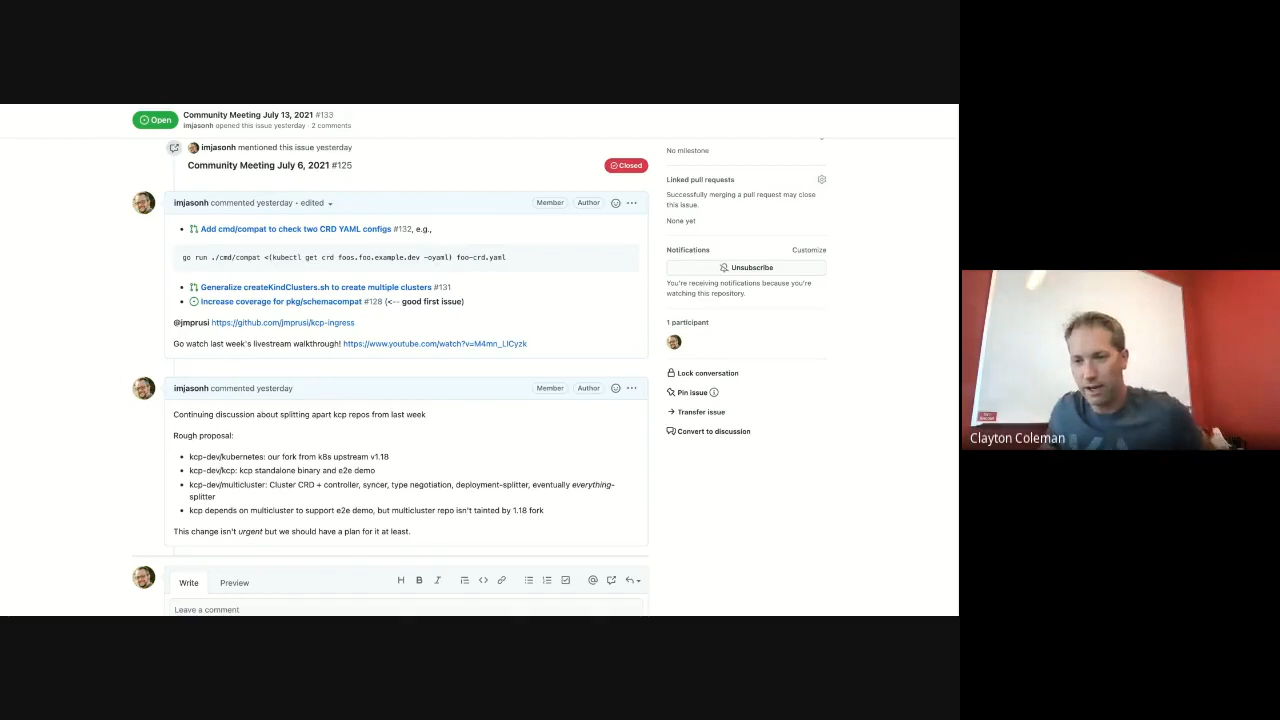 Open
Community Meeting July 13, 2021 #133
imjasonh opened this issue yesterday · 2 comments
imjasonh mentioned this issue yesterday
Community Meeting July 6, 2021 #125
Closed
imjasonh commented yesterday · edited
Member
Author
Add cmd/compat to check two CRD YAML configs #132, e.g.,
go run ./cmd/compat <(kubectl get crd foos.foo.example.dev -oyaml) foo-crd.yaml
Generalize createKindClusters.sh to create multiple clusters #131
Increase coverage for pkg/schemacompat #128 (<-- good first issue)
@jmprusi https://github.com/jmprusi/kcp-ingress
Go watch last week's livestream walkthrough! https://www.youtube.com/watch?v=M4mn_LlCyzk
imjasonh commented yesterday
Member
Author
Continuing discussion about splitting apart kcp repos from last week
Rough proposal:
kcp-dev/kubernetes: our fork from k8s upstream v1.18
kcp-dev/kcp: kcp standalone binary and e2e demo
kcp-dev/multicluster: Cluster CRD + controller, syncer, type negotiation, deployment-splitter, eventually everything-
splitter
kcp depends on multicluster to support e2e demo, but multicluster repo isn't tainted by 1.18 fork
This change isn't urgent but we should have a plan for it at least.
Write
Preview
Leave a comment
No milestone
Linked pull requests
Successfully merging a pull request may close
this issue.
None yet
Notifications
Customize
Unsubscribe
You're receiving notifications because you're
watching this repository.
1 participant
Lock conversation
Pin issue
Transfer issue
Convert to discussion
Clayton Coleman